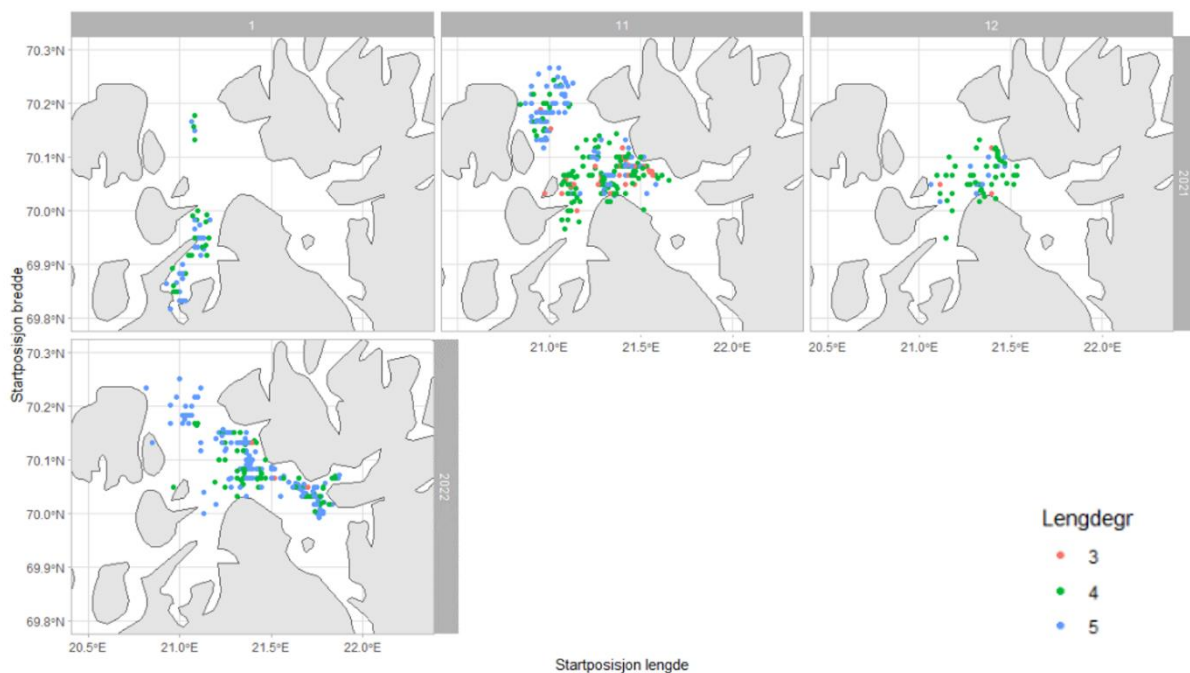 1
11
12
70.3°N
70.2°N
70.1°N
70.0°N
69.9°N
69.8°N
2021
21.0°E
21.5°E
22.0°E
20.5°E
21.0°E
21.5°E
22.0°E
Startposisjon bredde
70.3°N
70.2°N
70.1°N
70.0°N
69.9°N
69.8°N
2022
20.5°E
21.0°E
21.5°E
22.0°E
Lengdegr
3
4
5
Startposisjon lengde